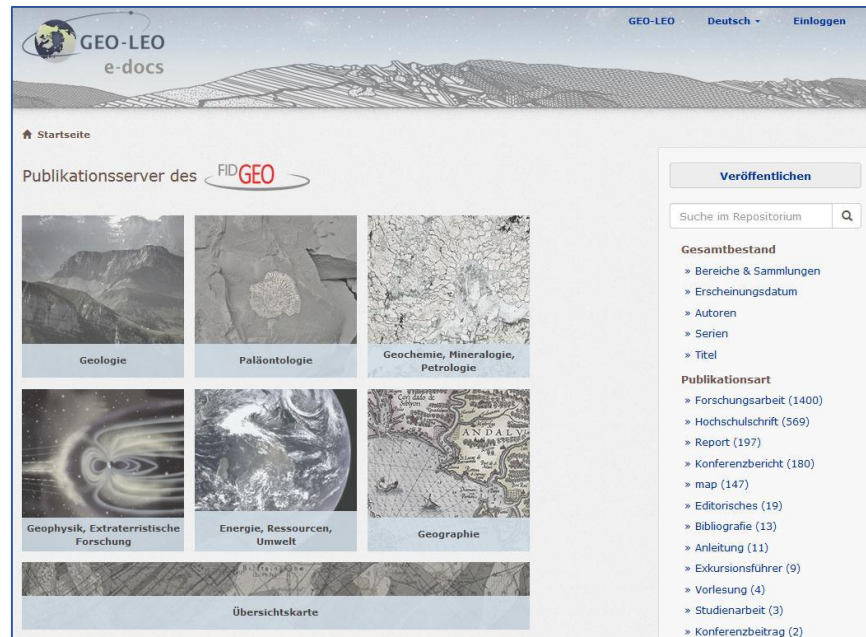 GEO-LEO
e-docs
GEO-LEO
Deutsch
Einloggen
Startseite
Publikationsserver des FID GEO
Geologie
Paläontologie
Geochemie, Mineralogie,
Petrologie
ANDALV
Geophysik, Extraterristische
Forschung
Energie, Ressourcen,
Umwelt
Geographie
Übersichtskarte
Veröffentlichen
Suche im Repositorium
Gesamtbestand
» Bereiche & Sammlungen
» Erscheinungsdatum
» Autoren
» Serien
» Titel
Publikationsart
» Forschungsarbeit (1400)
» Hochschulschrift (569)
» Report (197)
» Konferenzbericht (180)
» map (147)
» Editorisches (19)
» Bibliografie (13)
» Anleitung (11)
» Exkursionsführer (9)
» Vorlesung (4)
» Studienarbeit (3)
» Konferenzbeitrag (2)